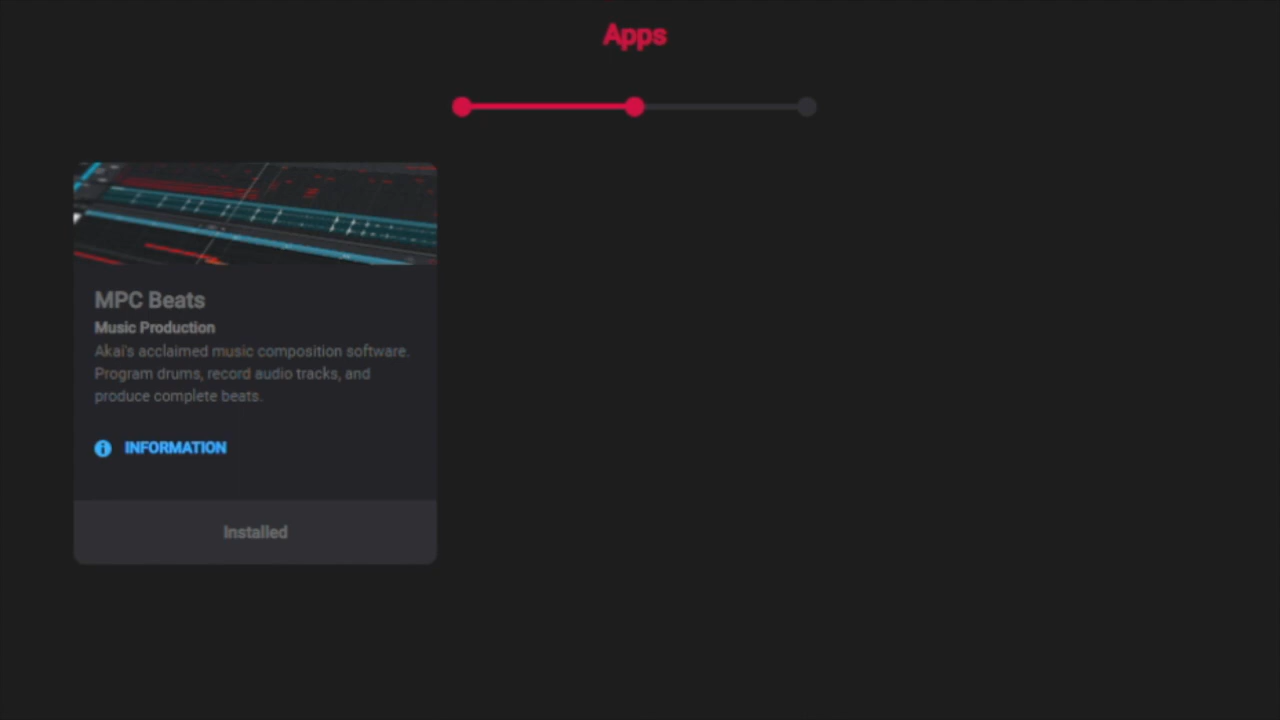 Apps
MPC Beats
Music Production
Akai's acclaimed music composition software.
Program drums, record audio tracks, and
produce complete beats.
INFORMATION
Installed